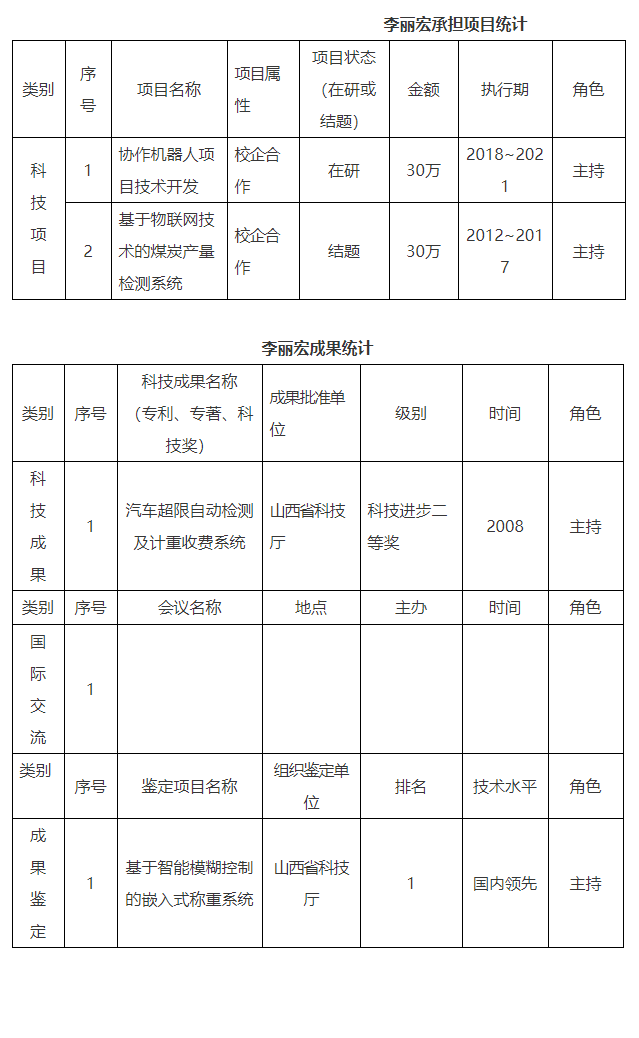 李丽宏承担项目统计
类别
序
号
项目名称
项目属
性
项目状态
（在研或
结题）
金额
执行期
角色
科
技
项
目
1
协作机器人项
目技术开发
校企合
作
在研
30万
2018~202
1
主持
2
基于物联网技
术的煤炭产量
检测系统
校企合
作
结题
30万
2012~201
7
主持
李丽宏成果统计
类别
序号
科技成果名称
（专利、专著、科
技奖）
成果批准单
位
级别
时间
角色
科
技
成
果
1
汽车超限自动检测
及计重收费系统
山西省科技
厅
科技进步二
等奖
2008
主持
类别
序号
会议名称
地点
主办
时间
角色
国
际
交
流
1
类别
序号
鉴定项目名称
组织鉴定单
位
排名
技术水平
角色
成
果
鉴
定
1
基于智能模糊控制
的嵌入式称重系统
山西省科技
厅
1
国内领先
主持